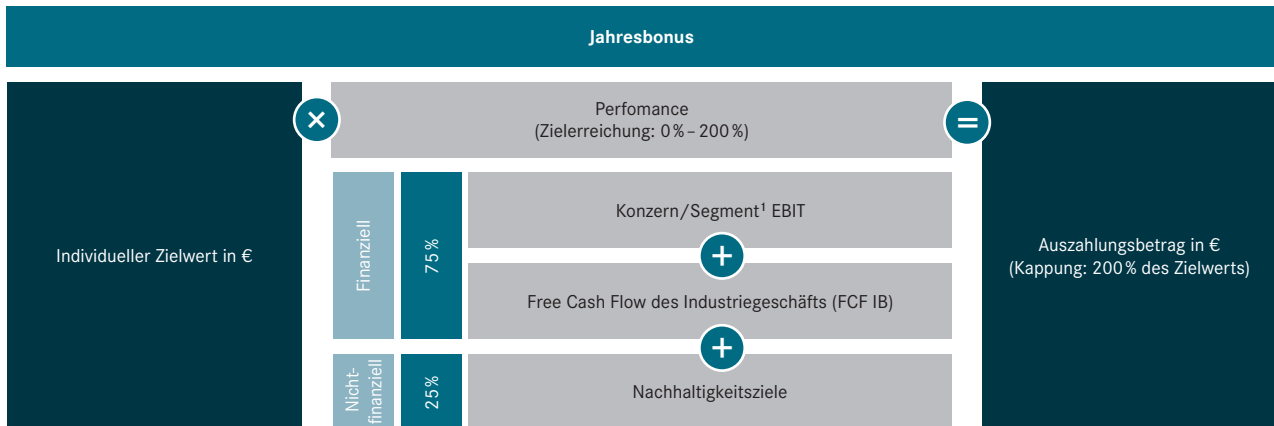 Jahresbonus
Individueller Zielwert in €
×
Perfomance
(Zielerreichung: 0 % – 200 %)
=
Finanziell
75 %
Konzern/Segment¹ EBIT
+
Free Cash Flow des Industriegeschäfts (FCF IB)
+
Nicht-
finanziell
25 %
Nachhaltigkeitsziele
Auszahlungsbetrag in €
(Kappung: 200 % des Zielwerts)